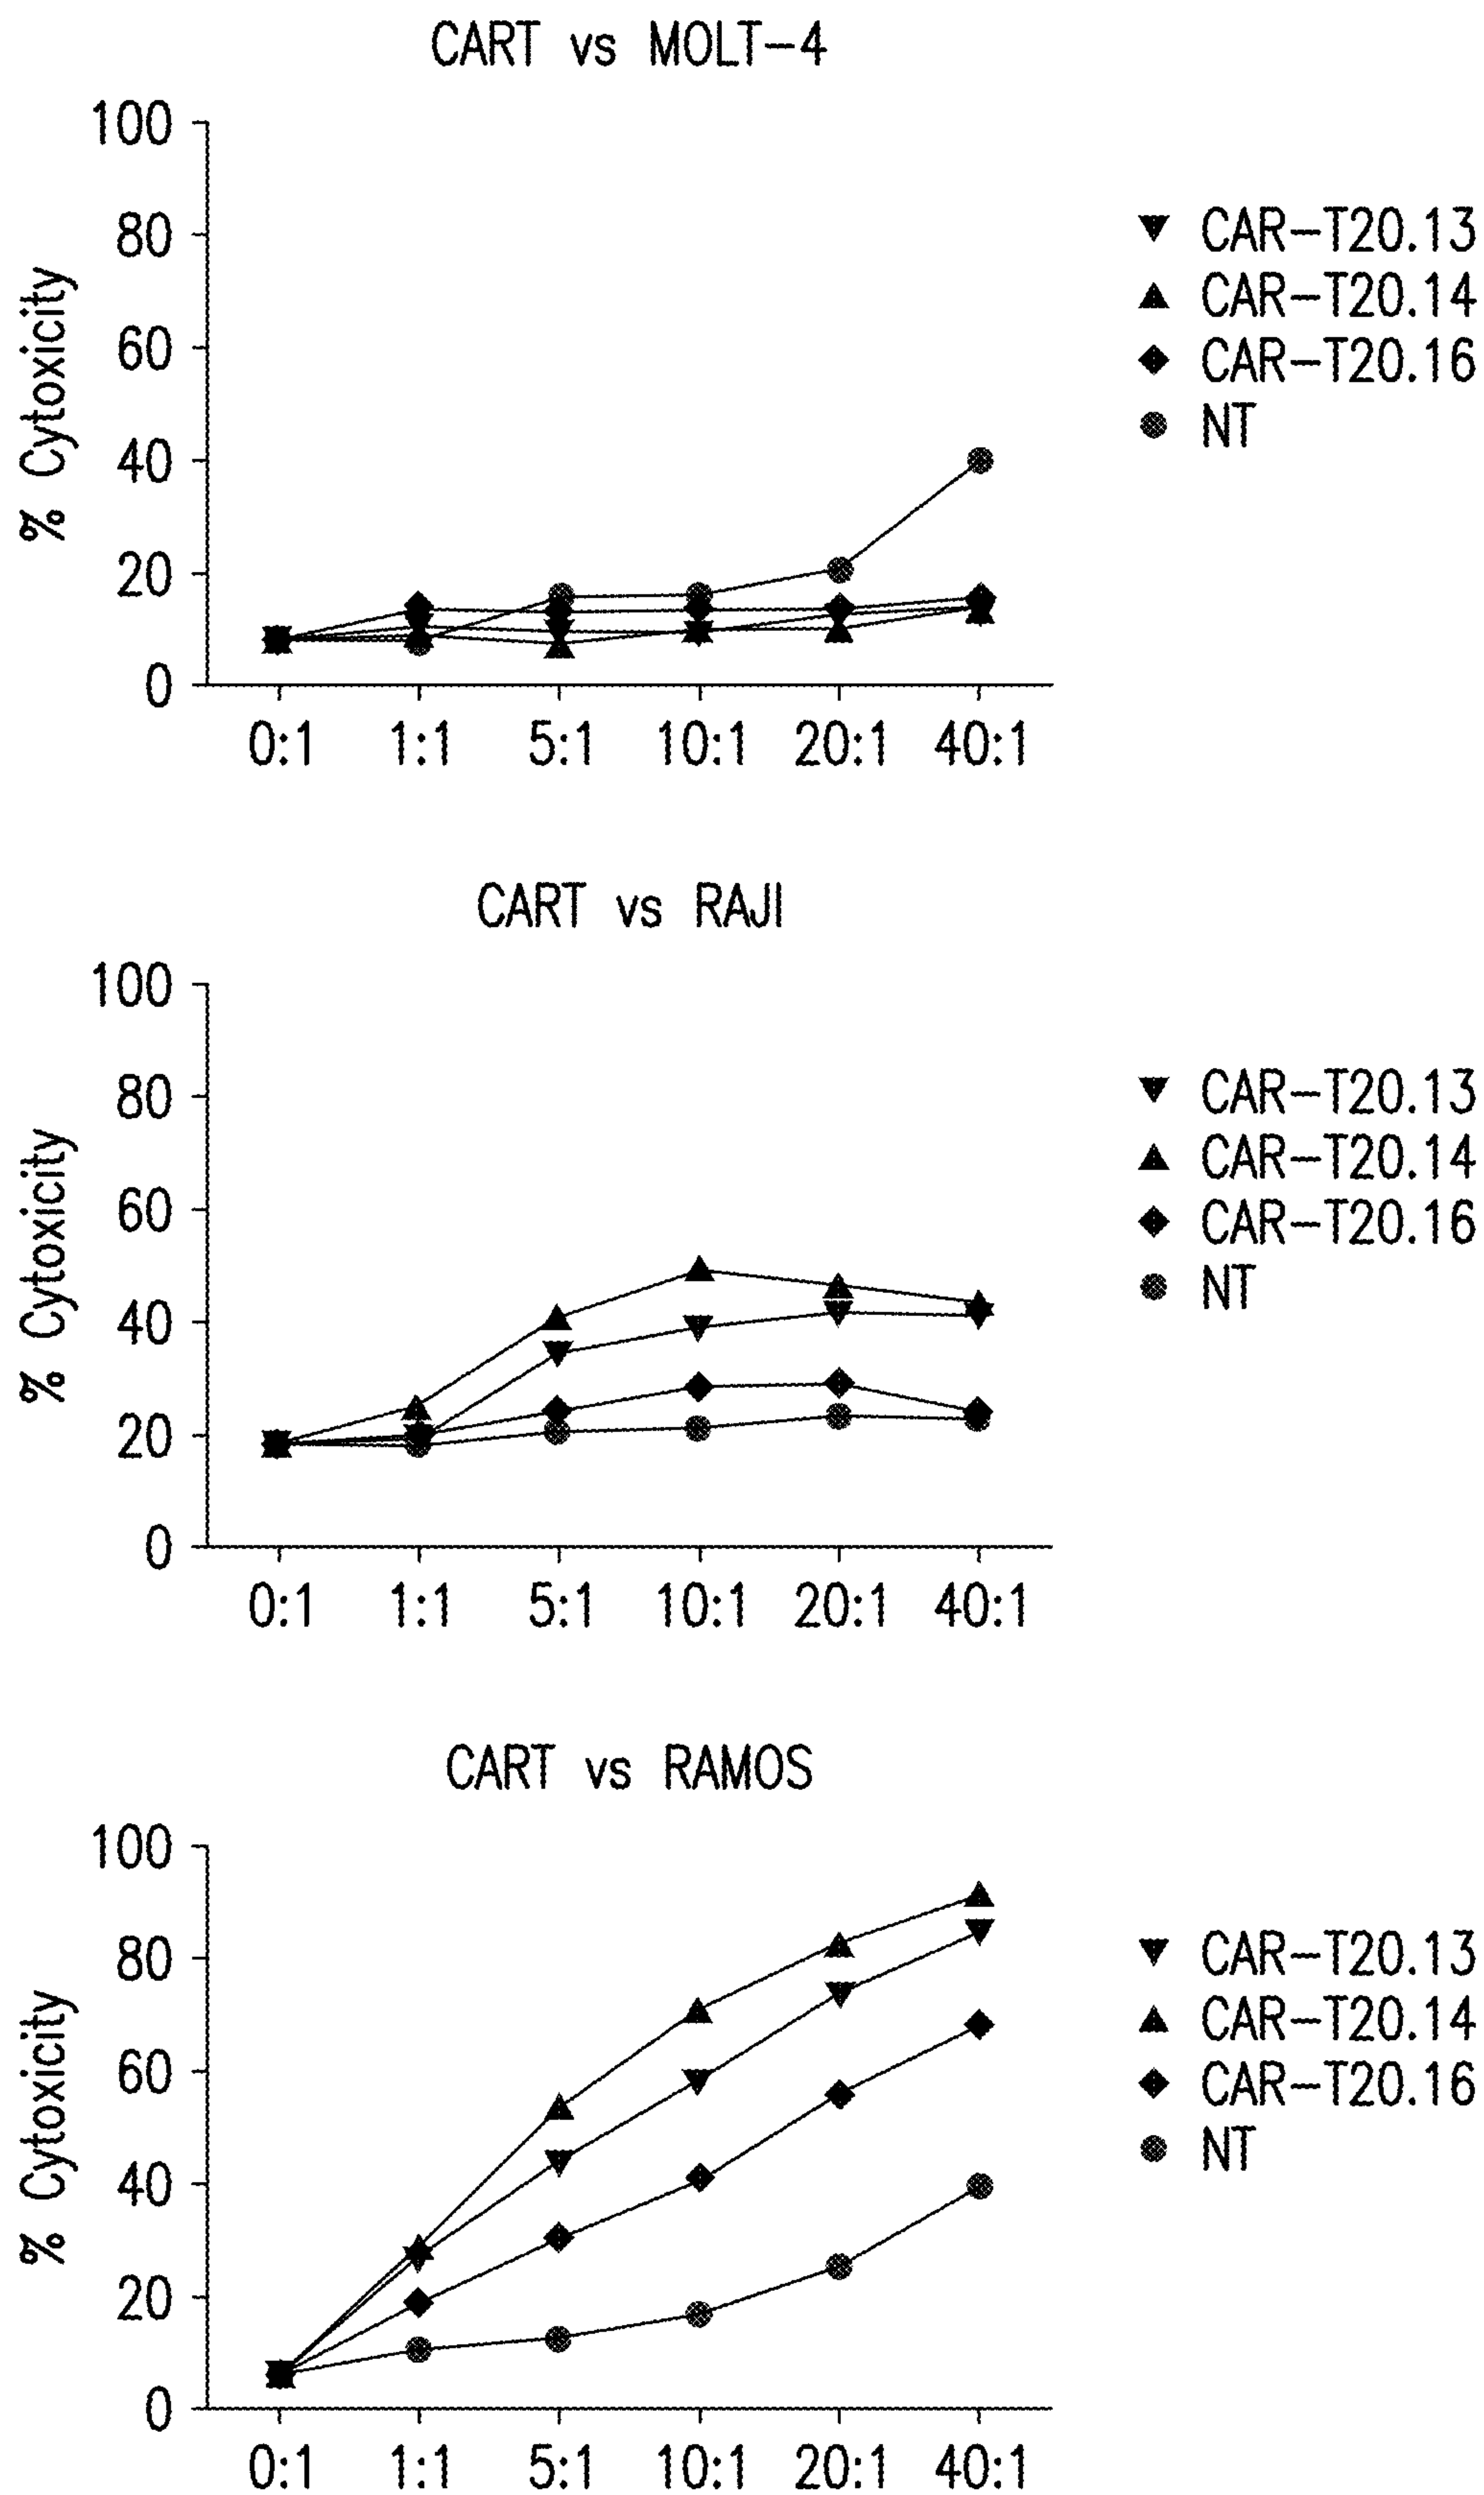 CART vs MOLT-4
% Cytoxicity
100
80
60
40
20
0
0:1 1:1 5:1 10:1 20:1 40:1
CAR-T20.13
CAR-T20.14
CAR-T20.16
NT
CART vs RAJI
% Cytoxicity
100
80
60
40
20
0
0:1 1:1 5:1 10:1 20:1 40:1
CAR-T20.13
CAR-T20.14
CAR-T20.16
NT
CART vs RAMOS
% Cytoxicity
100
80
60
40
20
0
0:1 1:1 5:1 10:1 20:1 40:1
CAR-T20.13
CAR-T20.14
CAR-T20.16
NT